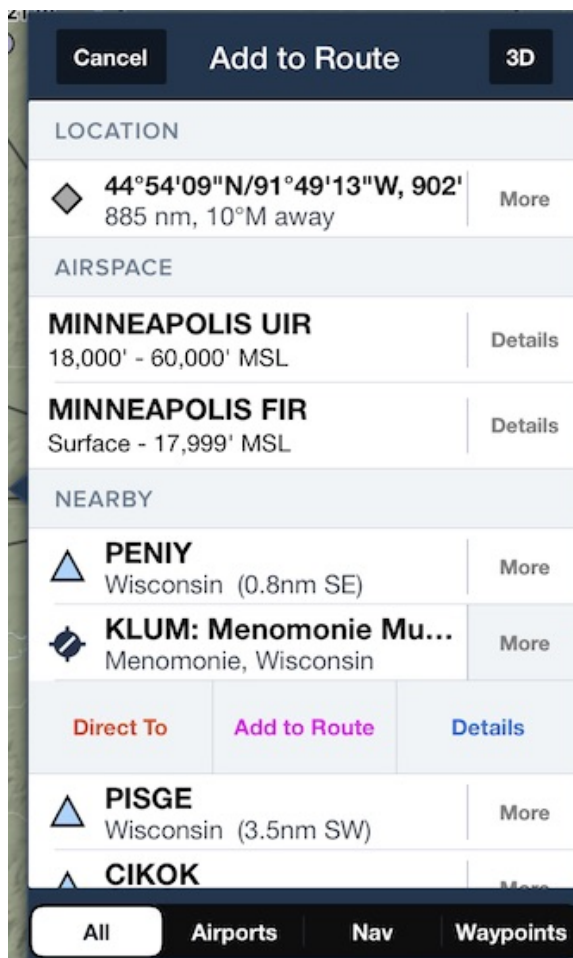 Cancel
Add to Route
3D
LOCATION
44°54'09"N/91°49'13"W, 902'
885 nm, 10°M away
More
AIRSPACE
MINNEAPOLIS UIR
18,000' - 60,000' MSL
Details
MINNEAPOLIS FIR
Surface - 17,999' MSL
Details
NEARBY
PENIY
Wisconsin (0.8nm SE)
More
KLUM: Menomonie Mu...
Menomonie, Wisconsin
More
Direct To
Add to Route
Details
PISGE
Wisconsin (3.5nm SW)
More
CIKOK
More
All
Airports
Nav
Waypoints